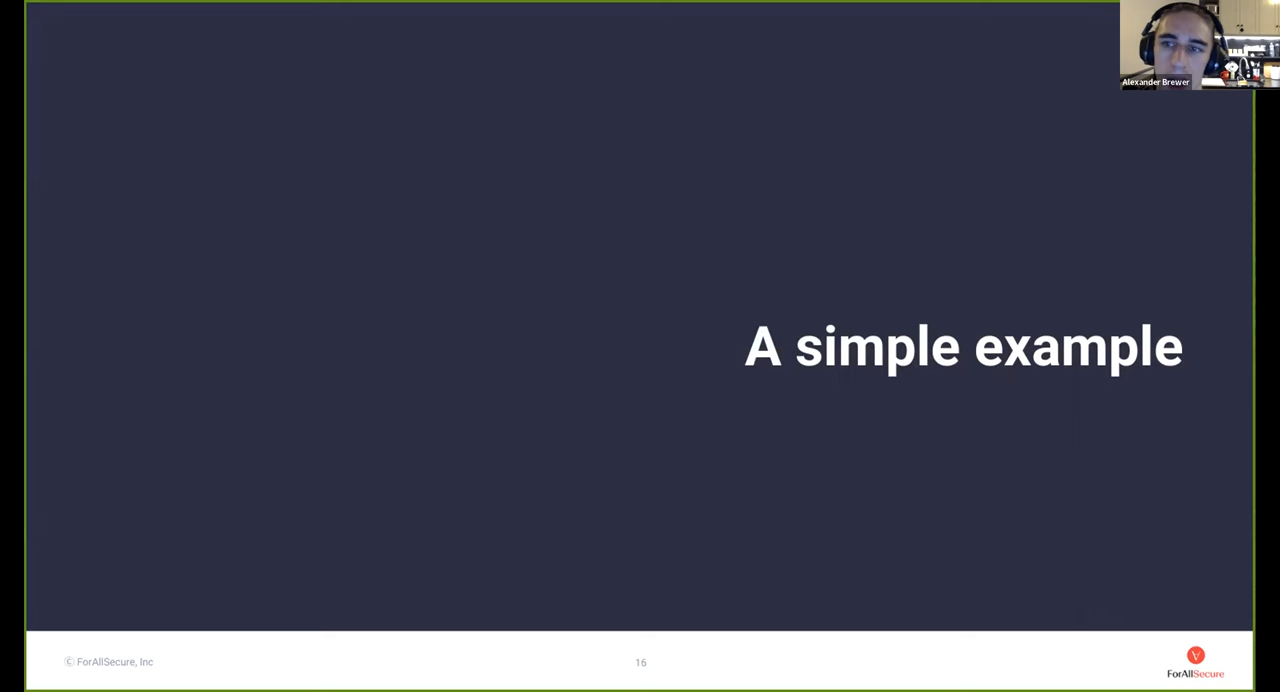 Alexander Brewer
A simple example
© ForAllSecure, Inc
16
ForAllSecure